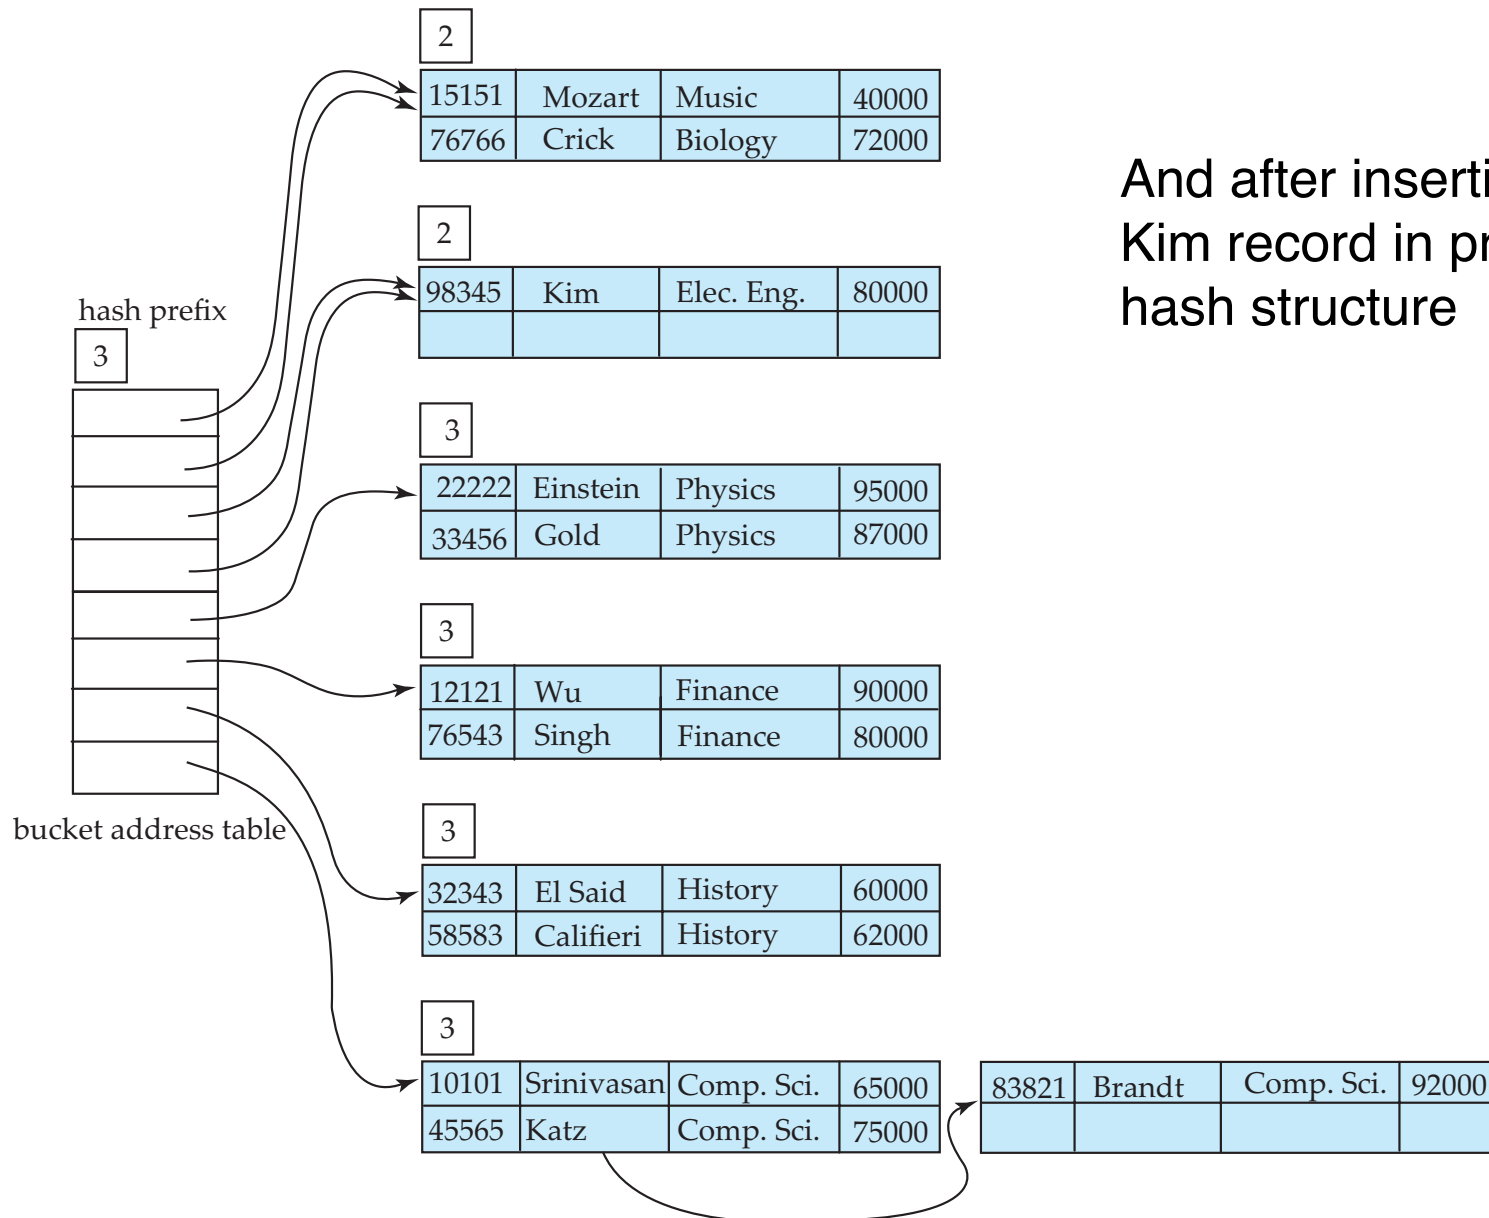 2
15151 Mozart Music 40000
76766 Crick Biology 72000
And after inserti
Kim record in pr
hash structure
2
98345 Kim Elec. Eng. 80000
hash prefix
3
3
22222 Einstein Physics 95000
33456 Gold Physics 87000
3
12121 Wu Finance 90000
76543 Singh Finance 80000
bucket address table
3
32343 El Said History 60000
58583 Califieri History 62000
3
10101 Srinivasan Comp. Sci. 65000
45565 Katz Comp. Sci. 75000
83821 Brandt Comp. Sci. 92000